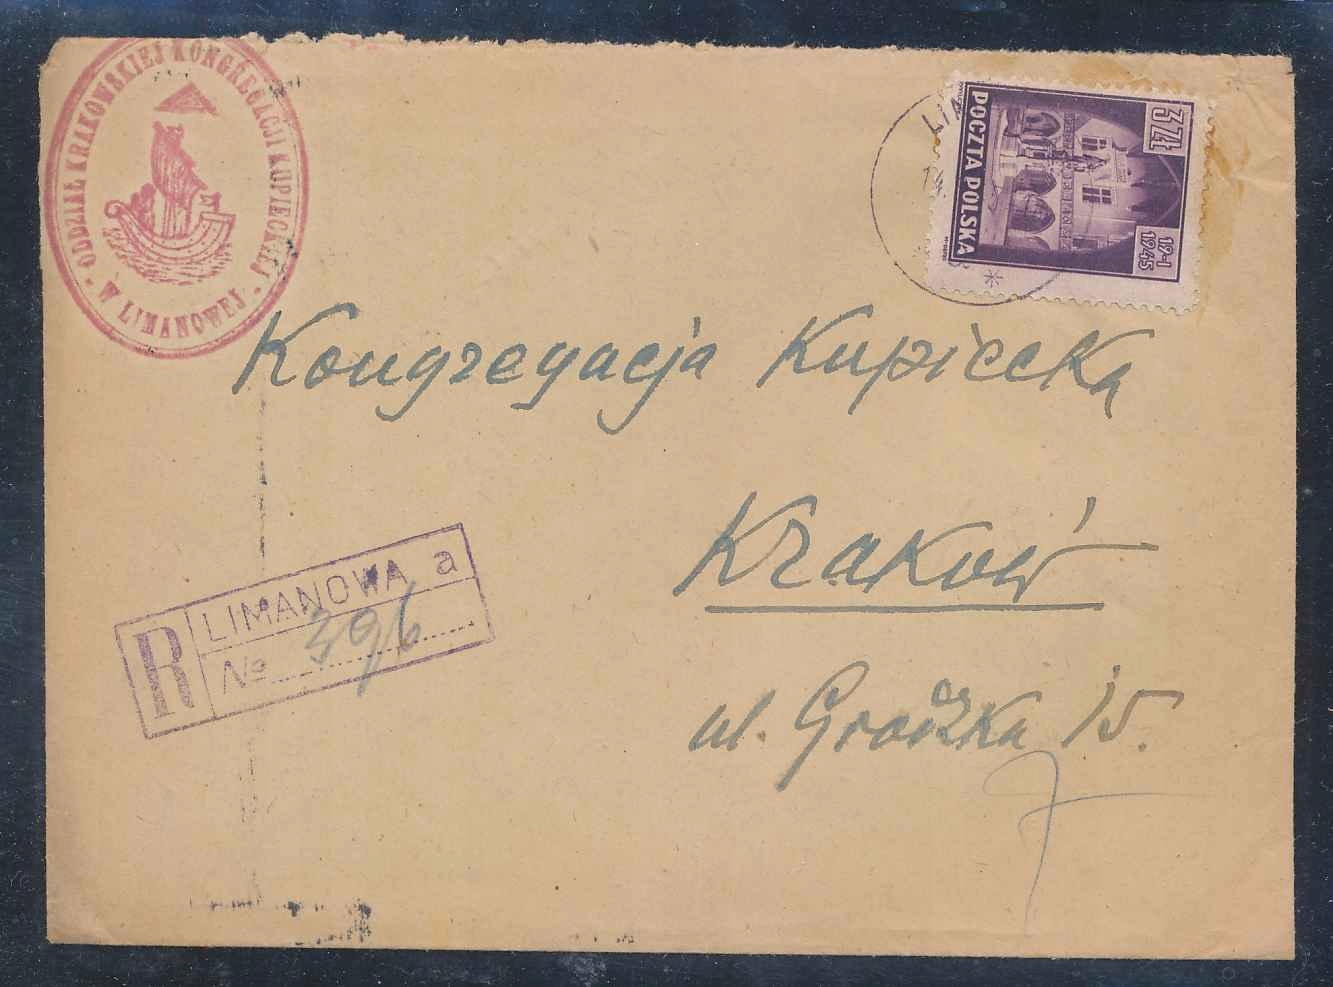 ODDZIAŁ KRAKOWSKIEJ KONGREGACJI KUPIECKIEJ
W LIMANOWEJ
3 Zł
POCZTA POLSKA
19-I
1945
Kongregacja Kupiecka
Kraków
ul. Grodzka 15.
R
LIMANOWA a
No 396